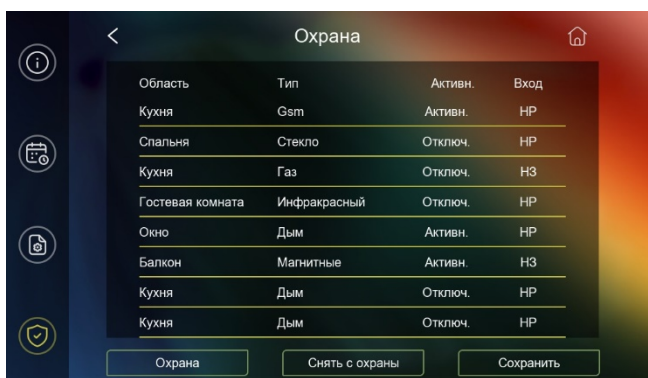 Охрана
Область Тип Активн. Вход
Кухня Gsm Активн. НР
Спальня Стекло Отключ. НР
Кухня Газ Отключ. НЗ
Гостевая комната Инфракрасный Отключ. НР
Окно Дым Активн. НР
Балкон Магнитные Активн. НЗ
Кухня Дым Отключ. НР
Кухня Дым Отключ. НР
Охрана Снять с охраны Сохранить